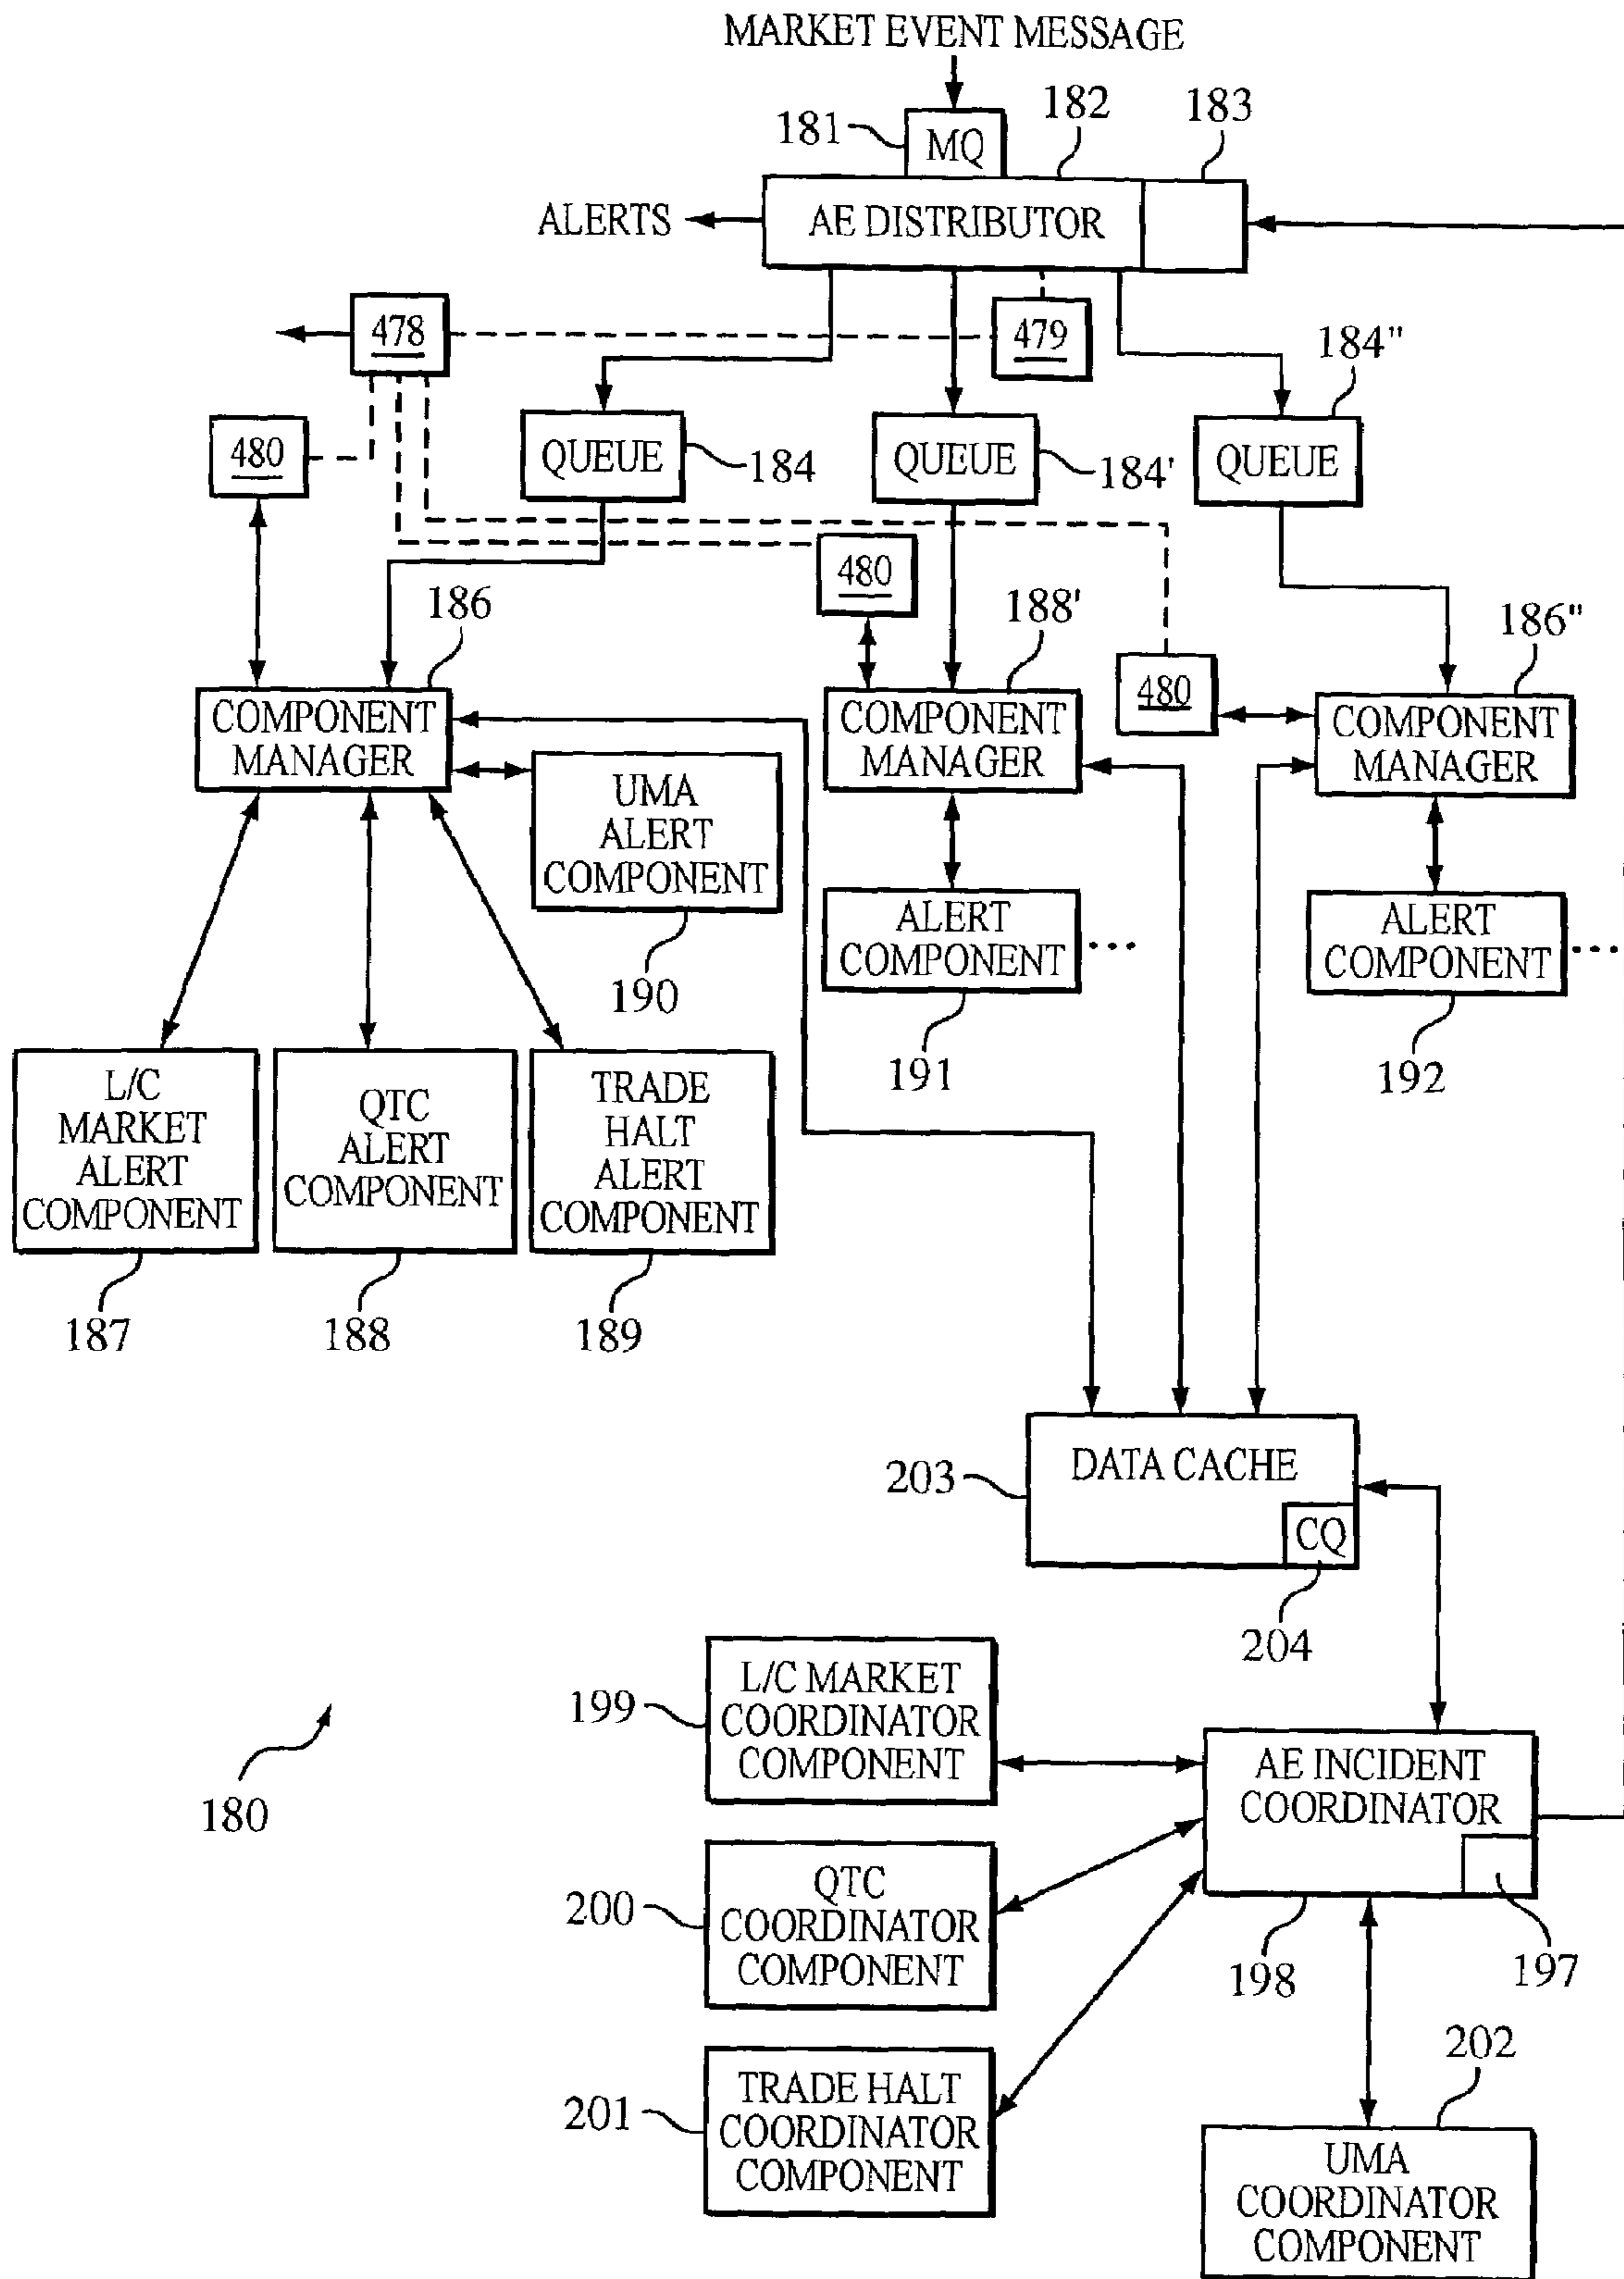 MARKET EVENT MESSAGE
181
MQ
182
183
ALERTS
AE DISTRIBUTOR
478
479
184"
480
QUEUE
184
QUEUE
184'
QUEUE
480
186
188'
186"
COMPONENT
MANAGER
COMPONENT
MANAGER
480
COMPONENT
MANAGER
UMA
ALERT
COMPONENT
190
ALERT
COMPONENT
...
191
ALERT
COMPONENT
...
192
L/C
MARKET
ALERT
COMPONENT
187
QTC
ALERT
COMPONENT
188
TRADE
HALT
ALERT
COMPONENT
189
203
DATA CACHE
CQ
204
199
L/C MARKET
COORDINATOR
COMPONENT
180
AE INCIDENT
COORDINATOR
200
QTC
COORDINATOR
COMPONENT
198
197
201
TRADE HALT
COORDINATOR
COMPONENT
202
UMA
COORDINATOR
COMPONENT